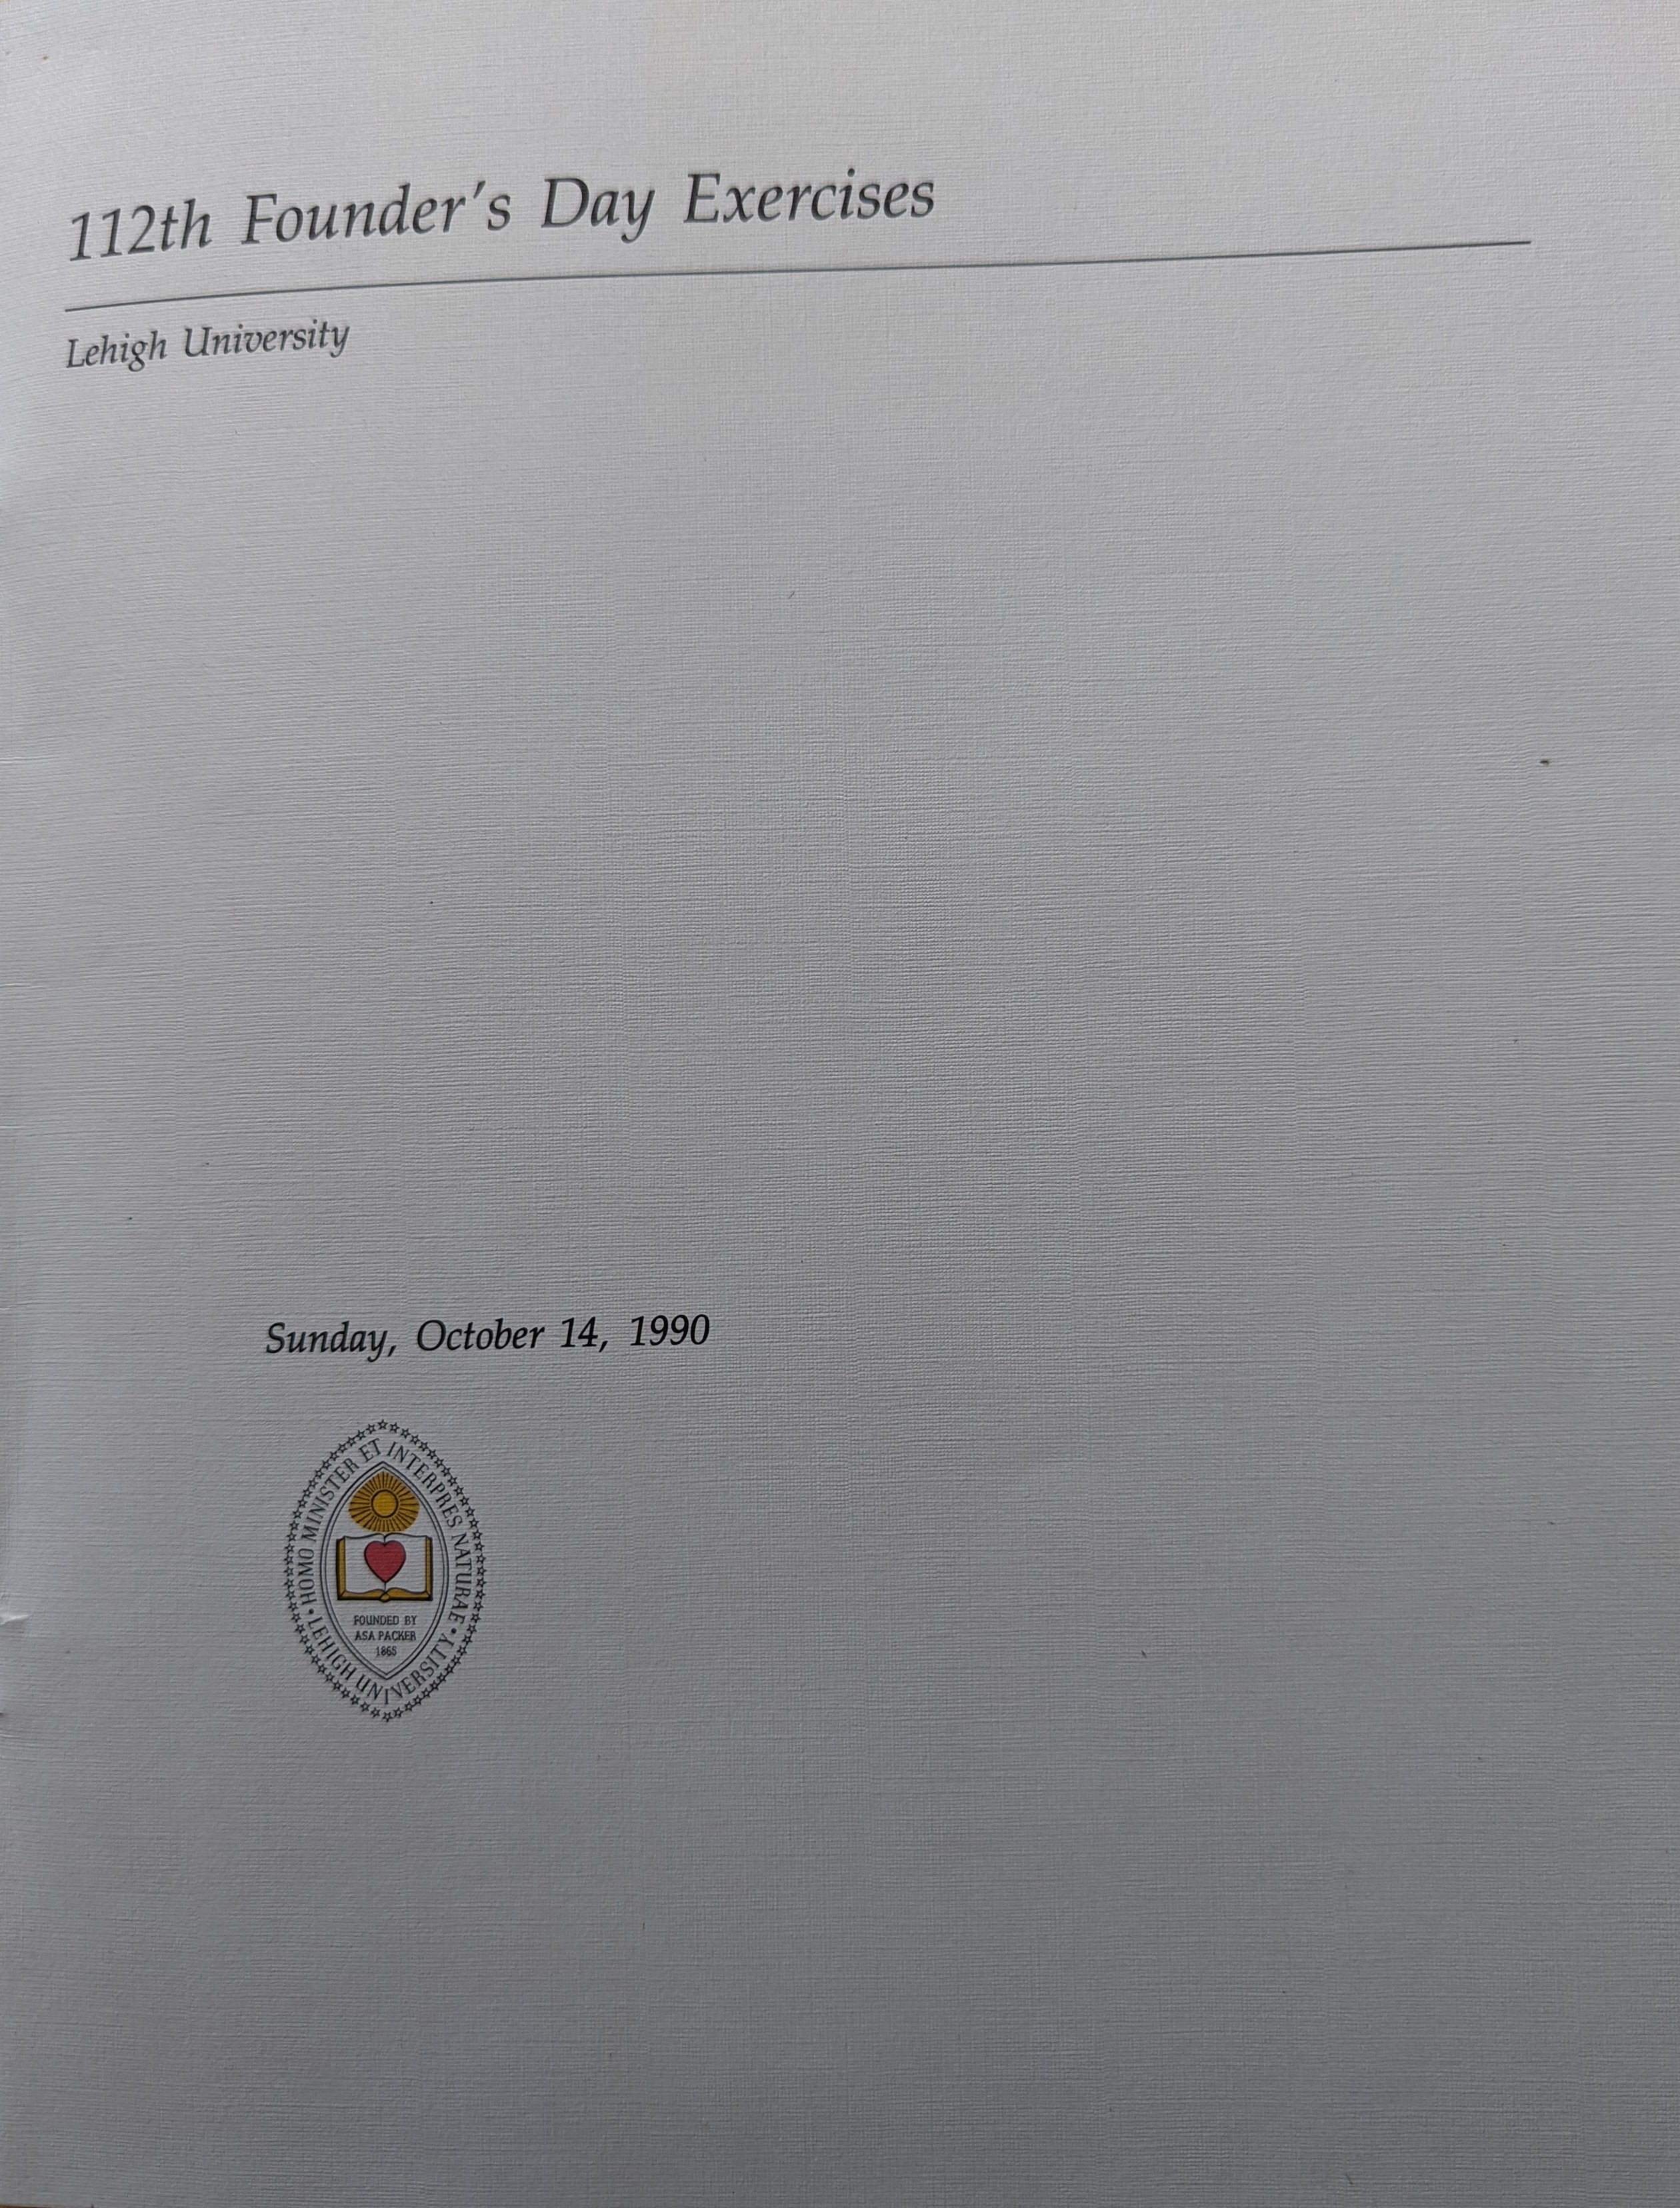 112th Founder's Day Exercises
Lehigh University
Sunday, October 14, 1990
HOMO MINISTER ET INTERPRES NATURAE
FOUNDED BY
ASA PACKER
1865
• LEHIGH UNIVERSITY •